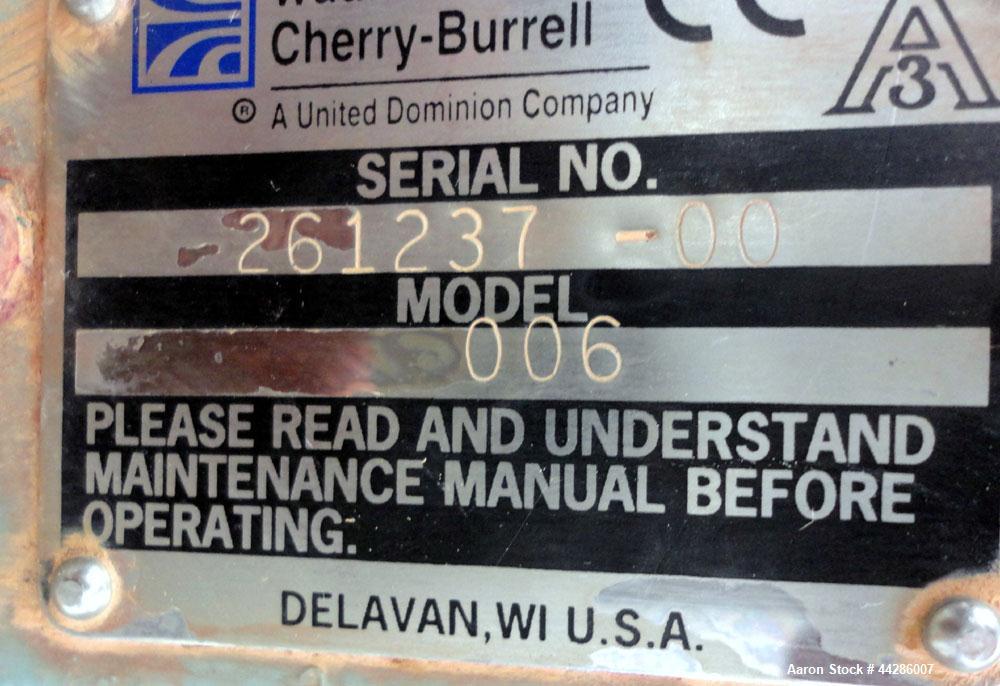 Cherry-Burrell
® A United Dominion Company
3
A
SERIAL NO.
-261237 -00
MODEL
006
PLEASE READ AND UNDERSTAND
MAINTENANCE MANUAL BEFORE
OPERATING.
DELAVAN, WI U.S.A.
Aaron Stock # 44286007